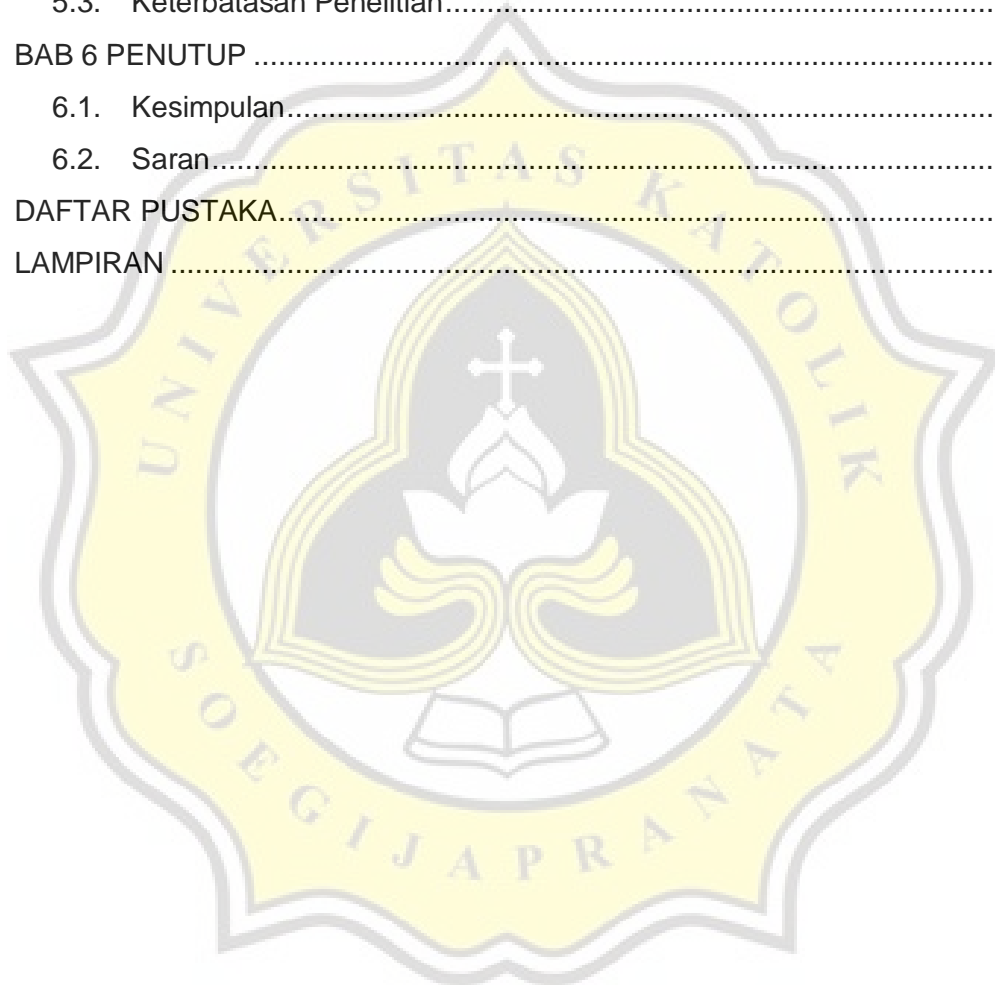 5.3. Keterbatasan Penelitian..........................................................................
BAB 6 PENUTUP ..........................................................................................
6.1. Kesimpulan..............................................................................................
6.2. Saran........................................................................................................
DAFTAR PUSTAKA.......................................................................................
LAMPIRAN ....................................................................................................
UNIVERSITAS KATOLIK
SOEGIJAPRANATA